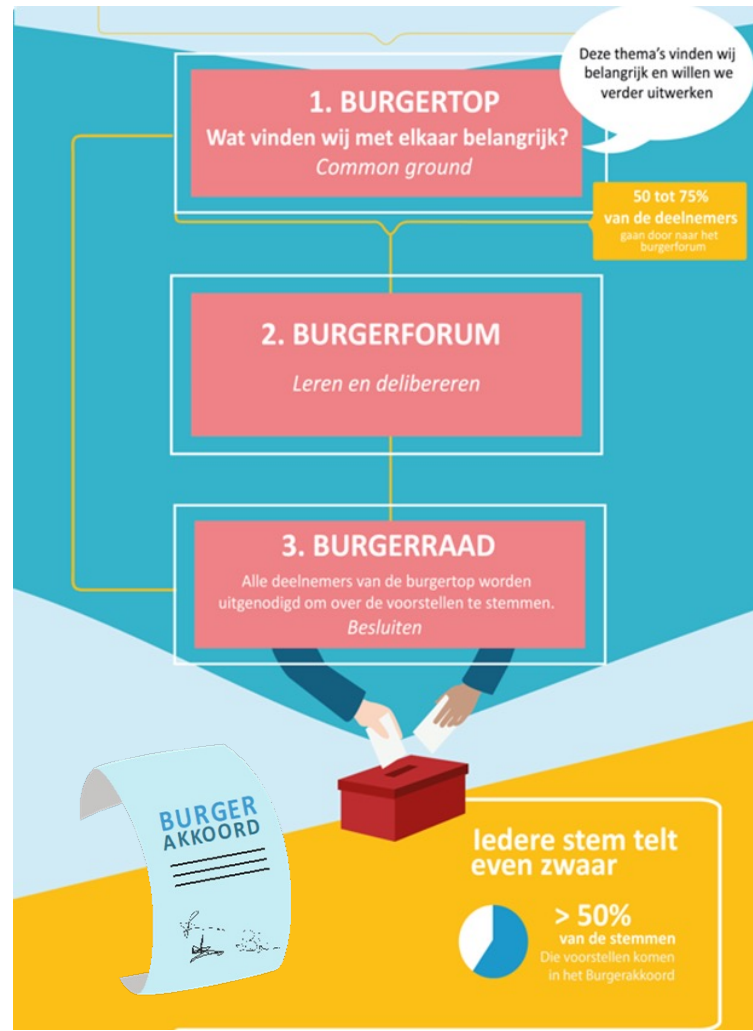 Deze thema's vinden wij
belangrijk en willen we
verder uitwerken
1. BURGERTOP
Wat vinden wij met elkaar belangrijk?
Common ground
50 tot 75%
van de deelnemers
gaan door naar het
burgerforum
2. BURGERFORUM
Leren en delibereren
3. BURGERRAAD
Alle deelnemers van de burgertop worden
uitgenodigd om over de voorstellen te stemmen.
Besluiten
BURGER
AKKOORD
Iedere stem telt
even zwaar
> 50%
van de stemmen
Die voorstellen komen
in het Burgerakkoord